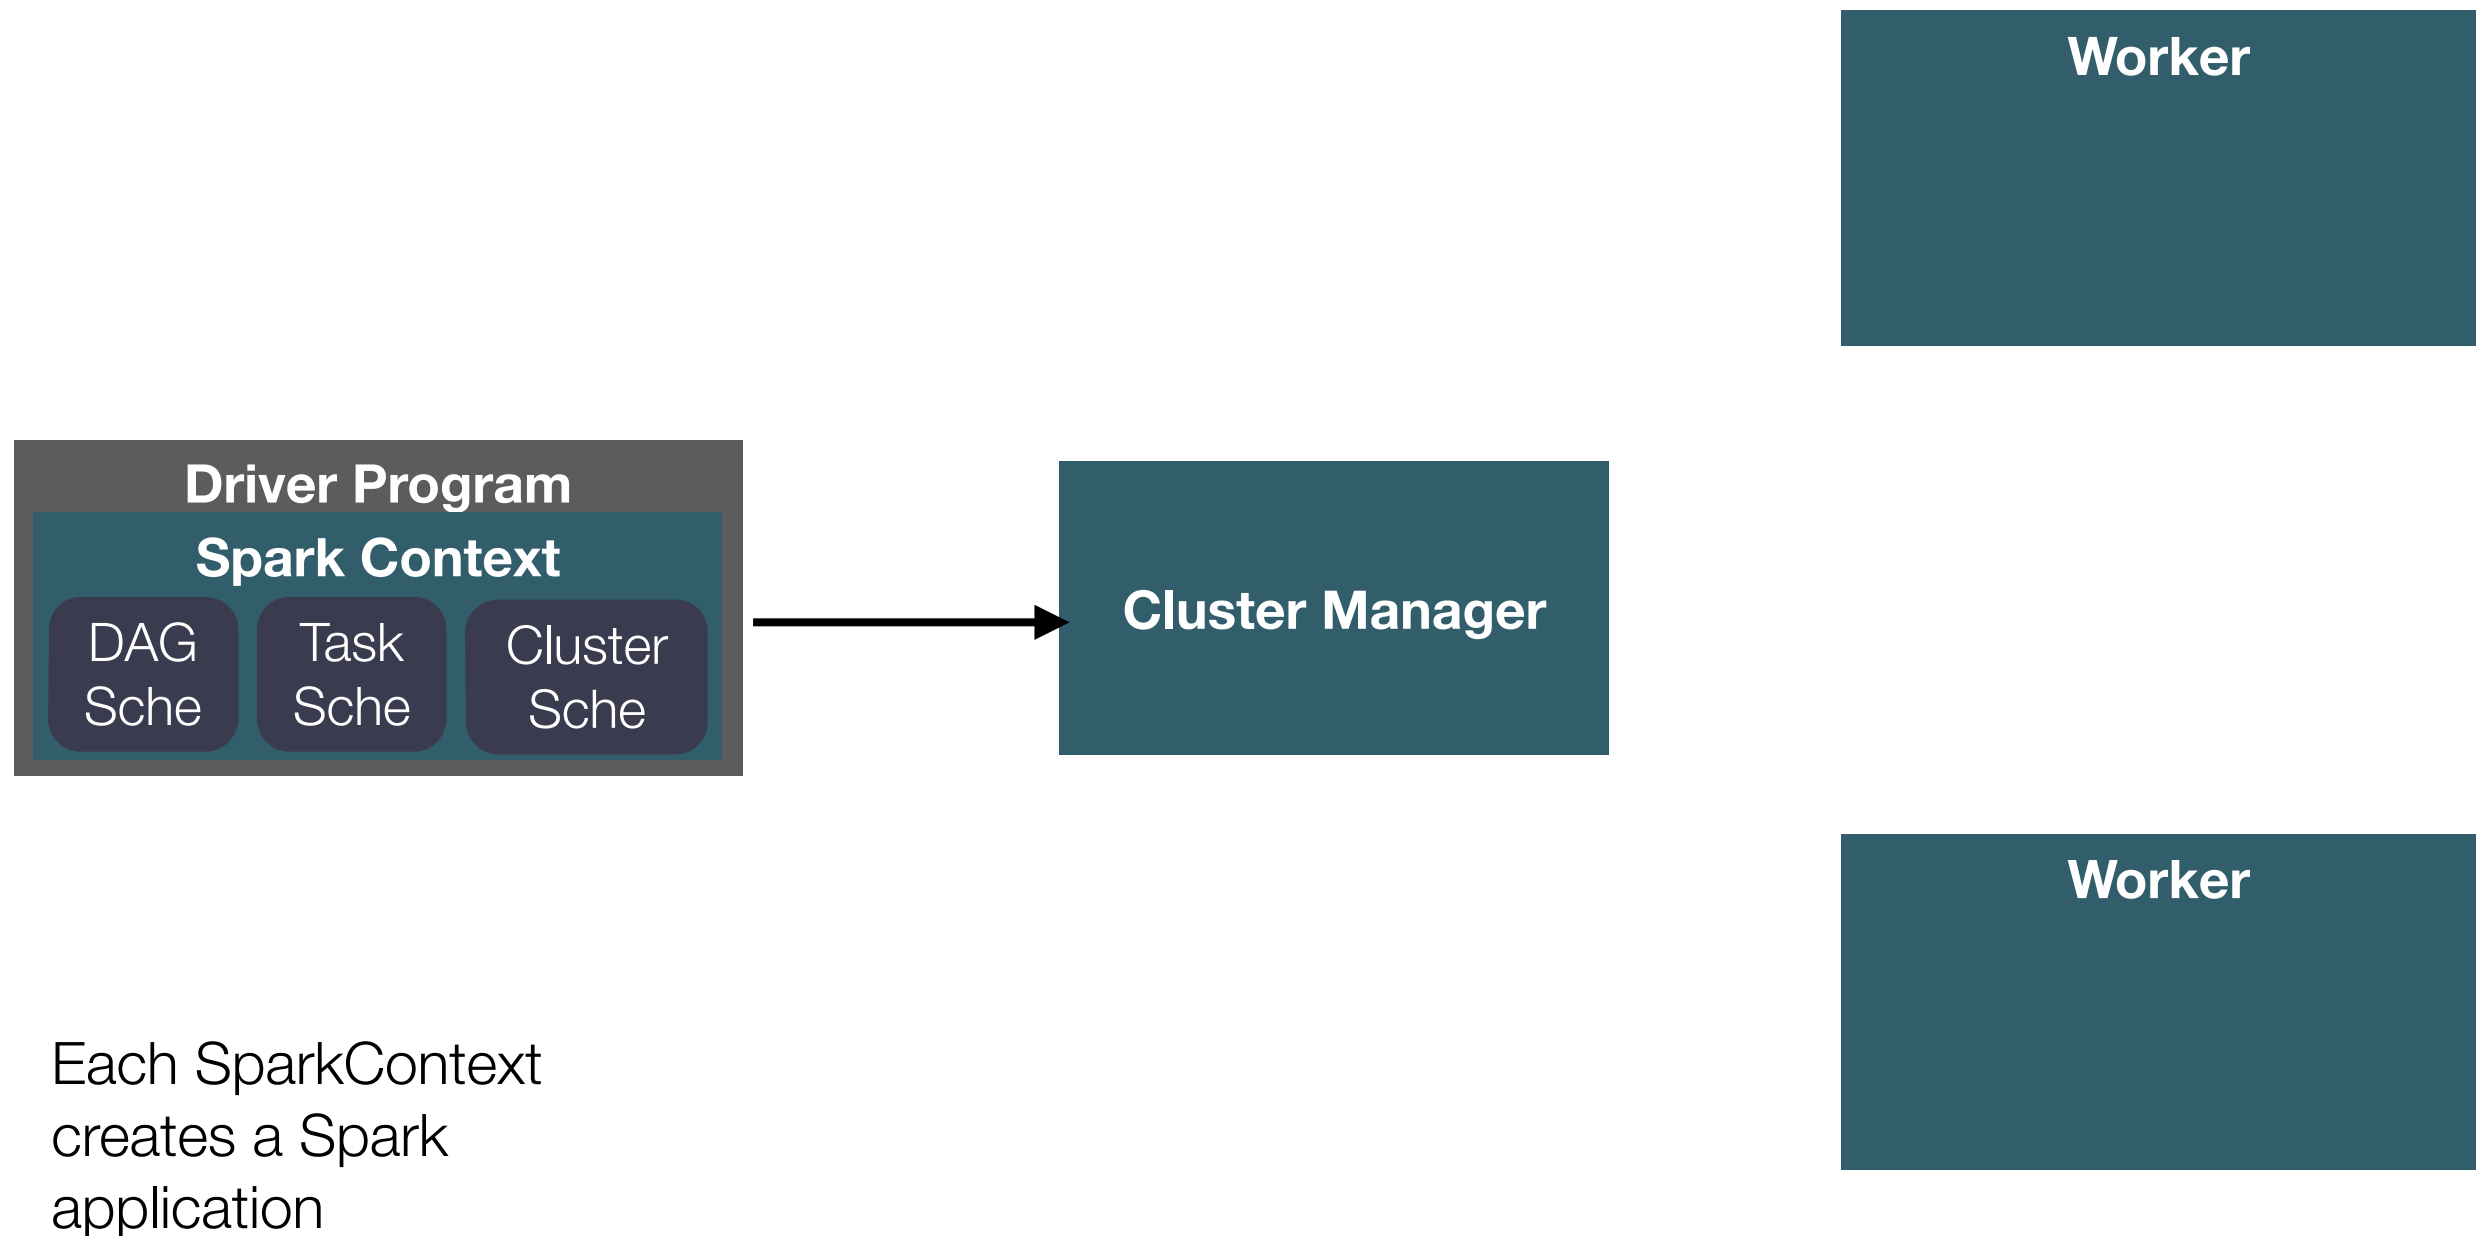 Worker
Driver Program
Spark Context
DAG
Sche
Task
Sche
Cluster
Sche
Cluster Manager
Worker
Each SparkContext
creates a Spark
application